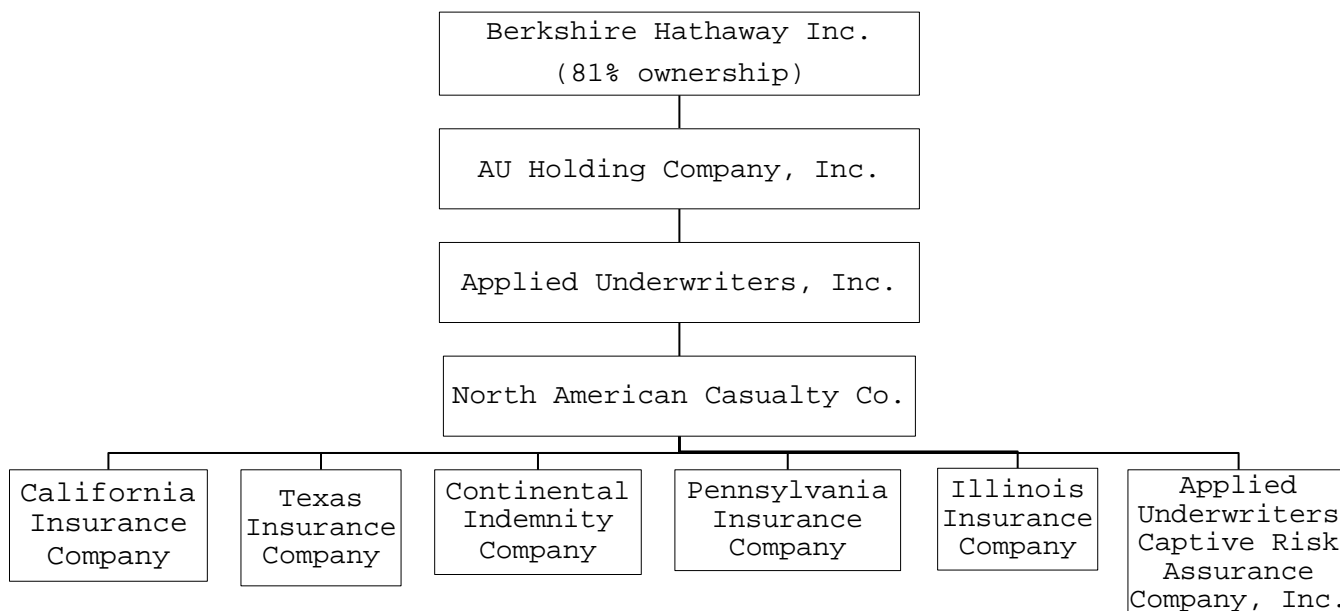 Berkshire Hathaway Inc.
(81% ownership)
AU Holding Company, Inc.
Applied Underwriters, Inc.
North American Casualty Co.
California
Insurance
Company
Texas
Insurance
Company
Continental
Indemnity
Company
Pennsylvania
Insurance
Company
Illinois
Insurance
Company
Applied
Underwriters
Captive Risk
Assurance
Company, Inc.